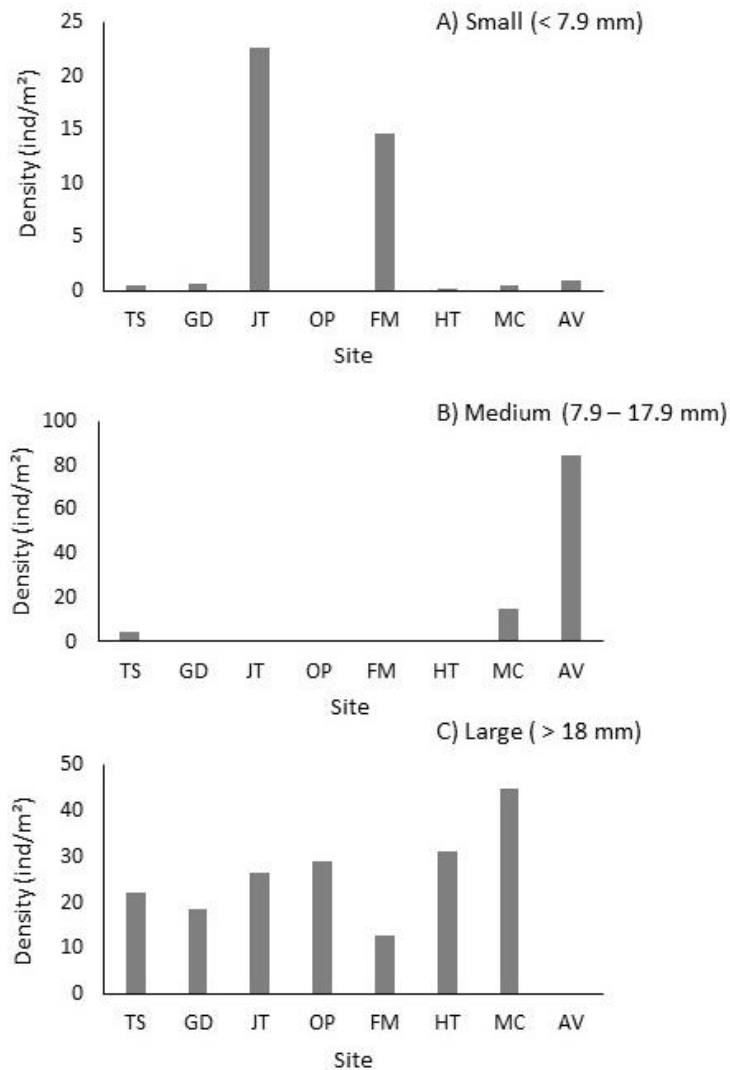 A) Small (< 7.9 mm)
Density (ind/m²)
25
20
15
10
5
0
TS GD JT OP FM HT MC AV
Site
B) Medium (7.9 – 17.9 mm)
Density (ind/m²)
100
80
60
40
20
0
TS GD JT OP FM HT MC AV
Site
C) Large ( > 18 mm)
Density (ind/m²)
50
40
30
20
10
0
TS GD JT OP FM HT MC AV
Site